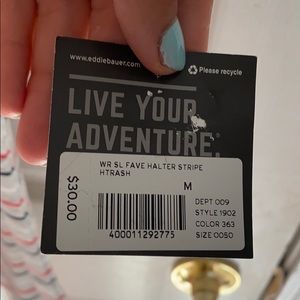 www.eddiebauer.com
Please recycle
LIVE YOUR
ADVENTURE.®
WR SL FAVE HALTER STRIPE
HTRASH
M
$30.00
DEPT 009
STYLE 1902
COLOR 363
SIZE 0050
400011292775